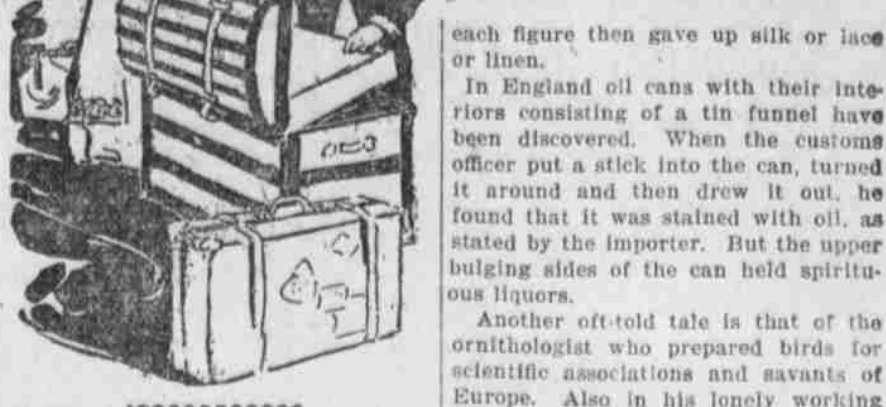 each figure then gave up silk or lace
or linen.
In England oil cans with their inte-
riors consisting of a tin funnel have
been discovered. When the customs
officer put a stick into the can, turned
it around and then drew it out, he
found that it was stained with oil, as
stated by the importer. But the upper
bulging sides of the can held spiritu-
ous liquors.
Another oft-told tale is that of the
ornithologist who prepared birds for
scientific associations and savants of
Europe. Also in his lonely working